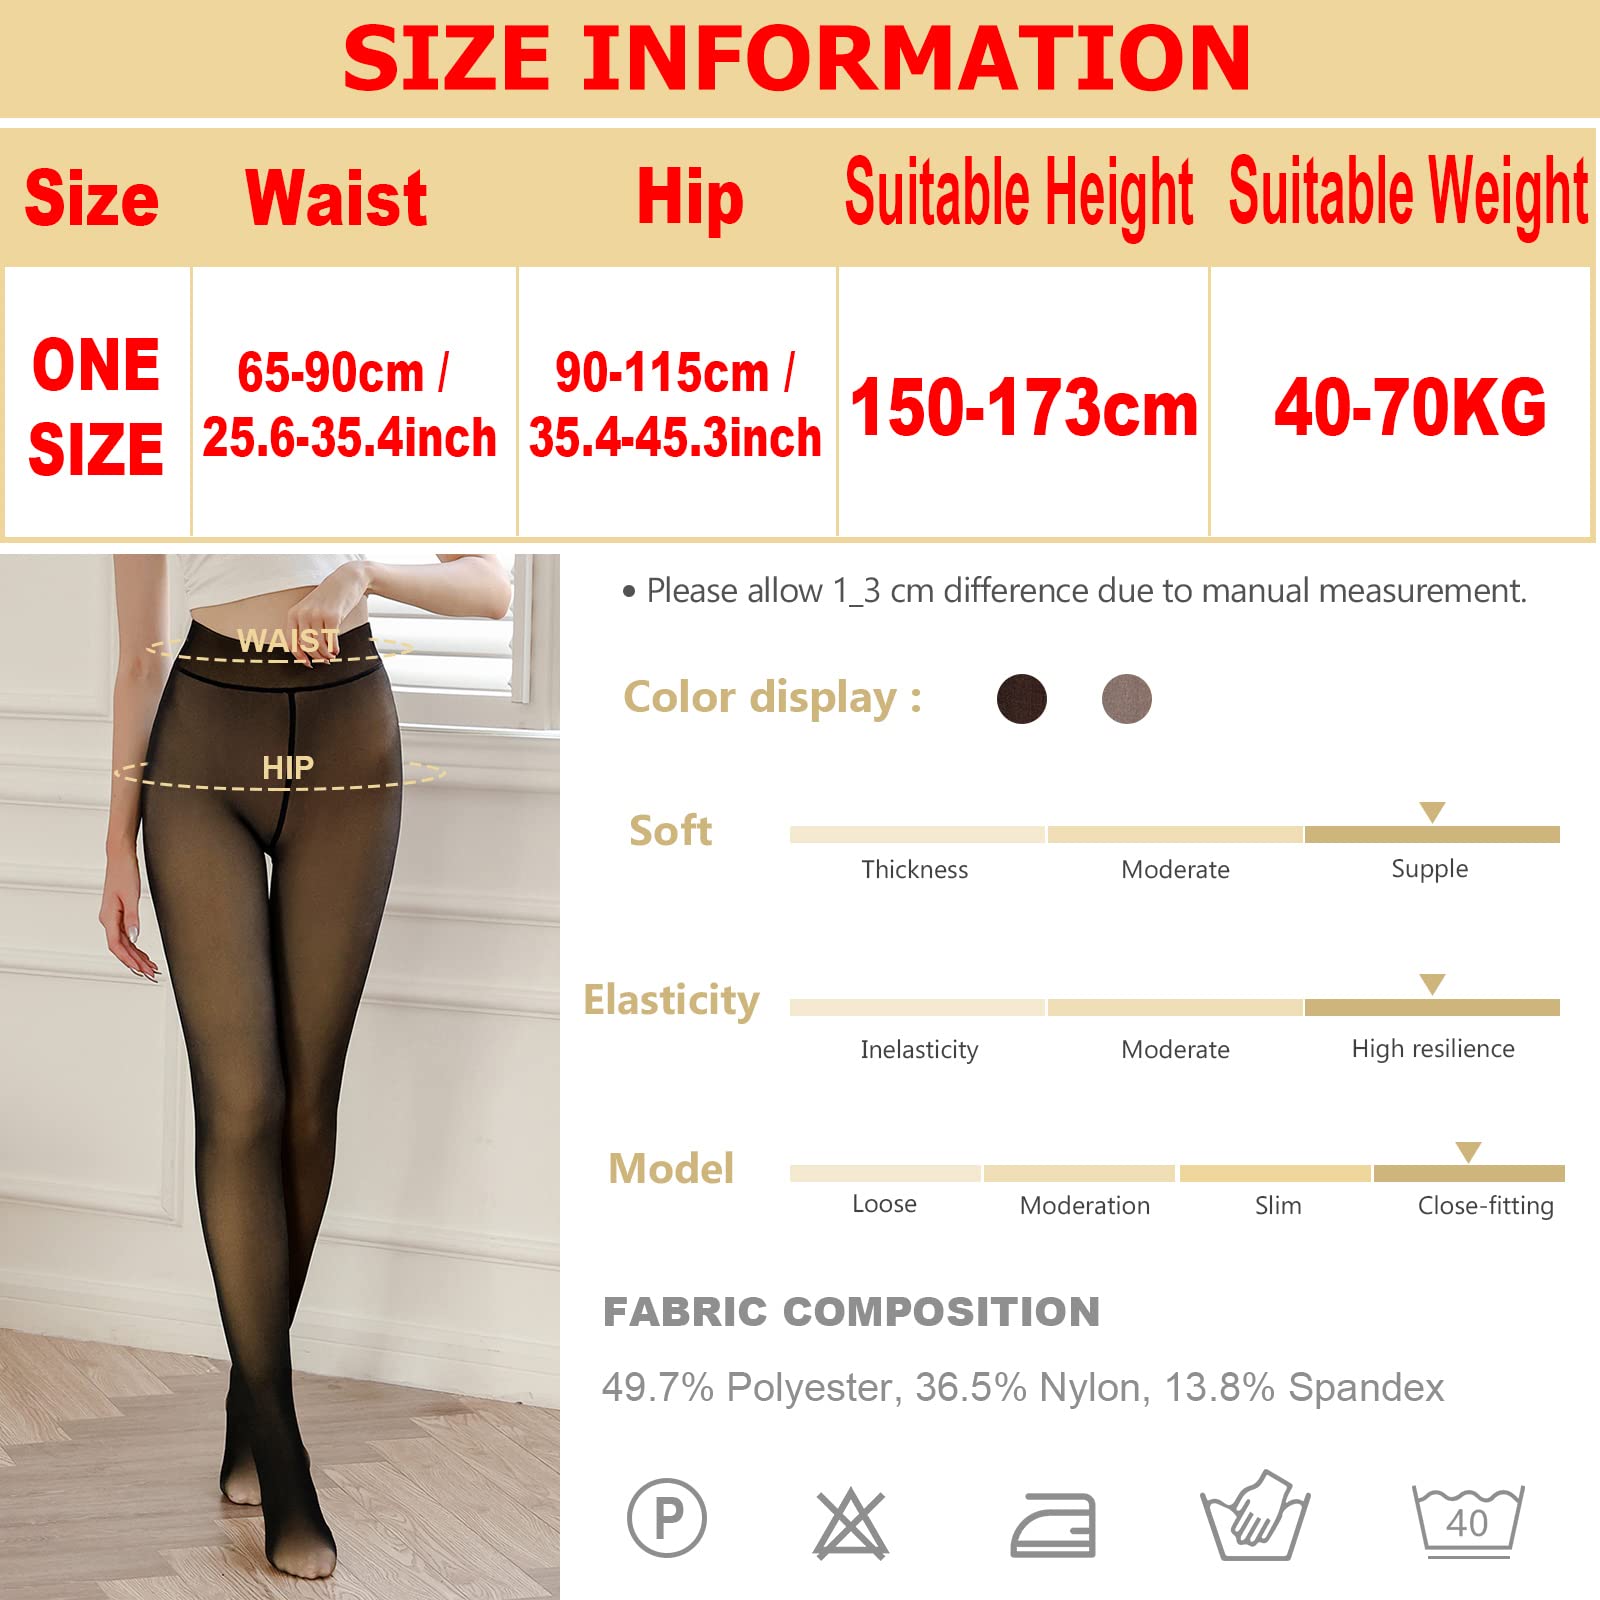 SIZE INFORMATION
Size Waist Hip Suitable Height Suitable Weight
ONE
SIZE
65-90cm /
25.6-35.4inch
90-115cm /
35.4-45.3inch
150-173cm
40-70KG
WAIST
HIP
• Please allow 1_3 cm difference due to manual measurement.
Color display :
Soft
Thickness Moderate Supple
Elasticity
Inelasticity Moderate High resilience
Model
Loose Moderation Slim Close-fitting
FABRIC COMPOSITION
49.7% Polyester, 36.5% Nylon, 13.8% Spandex
P
40